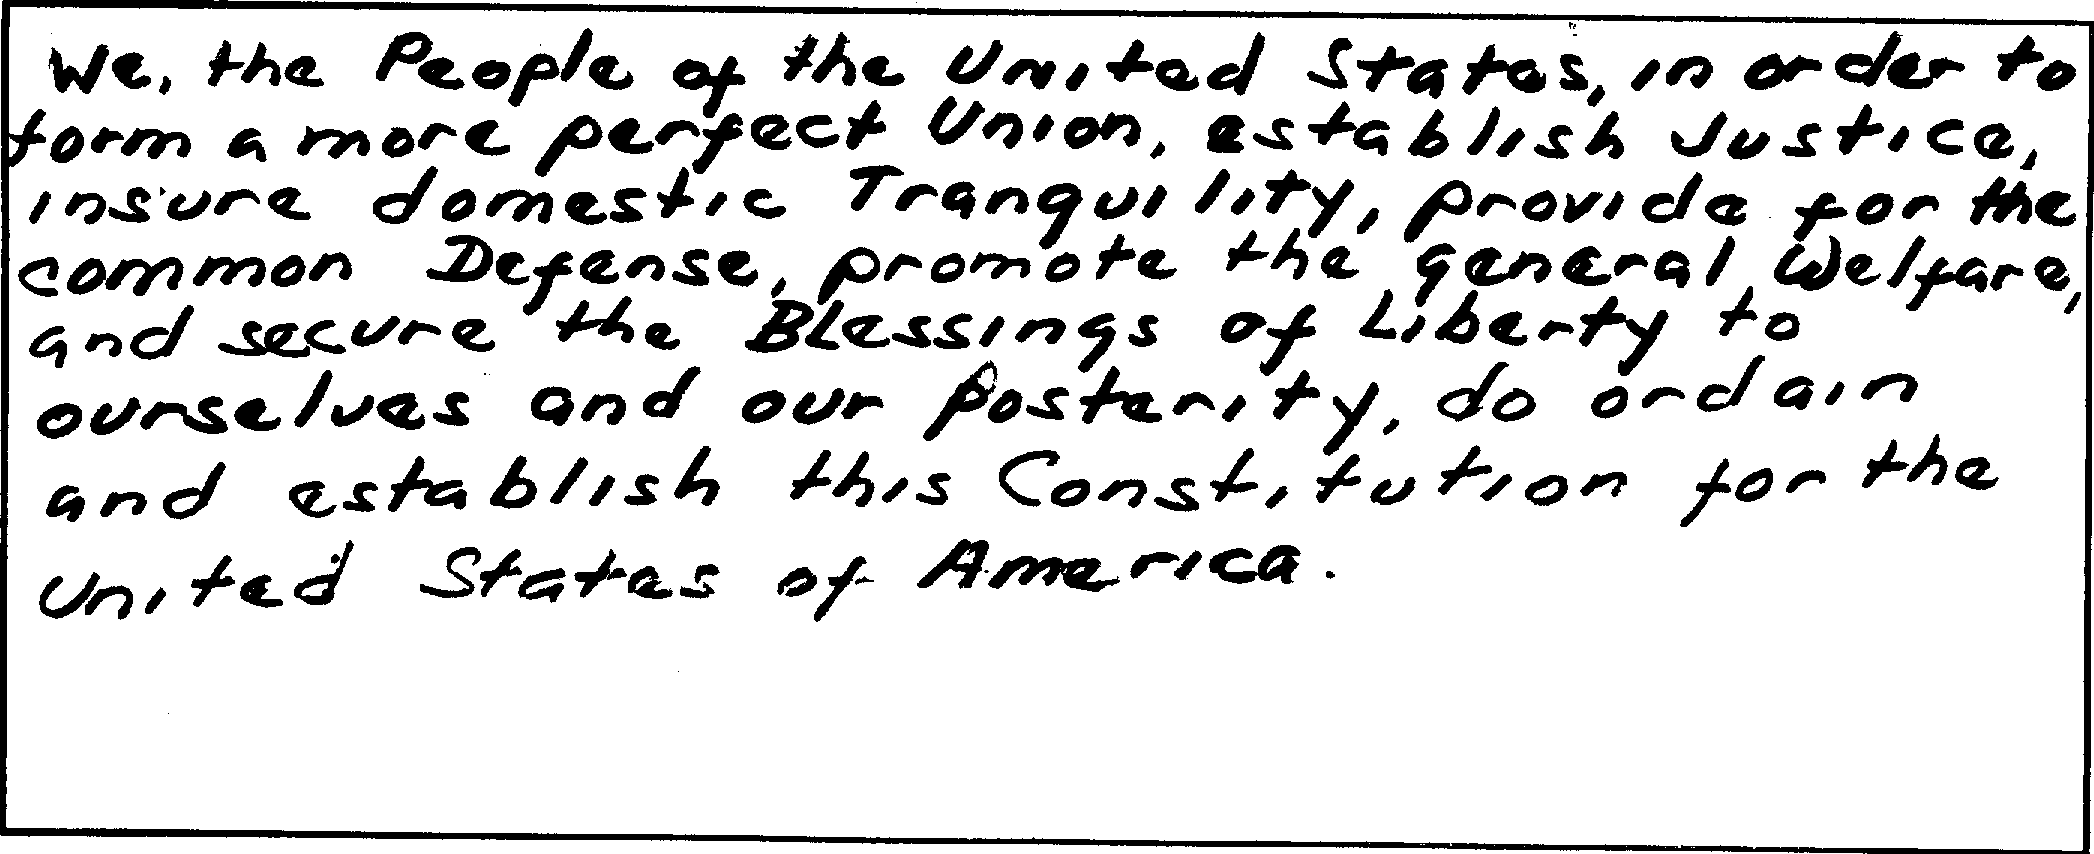 We, the People of the United States, in order to
form a more perfect Union, establish Justice,
insure domestic Tranquility, provide for the
common Defense, promote the general Welfare,
and secure the Blessings of Liberty to
ourselves and our posterity, do ordain
and establish this Constitution for the
United States of America.